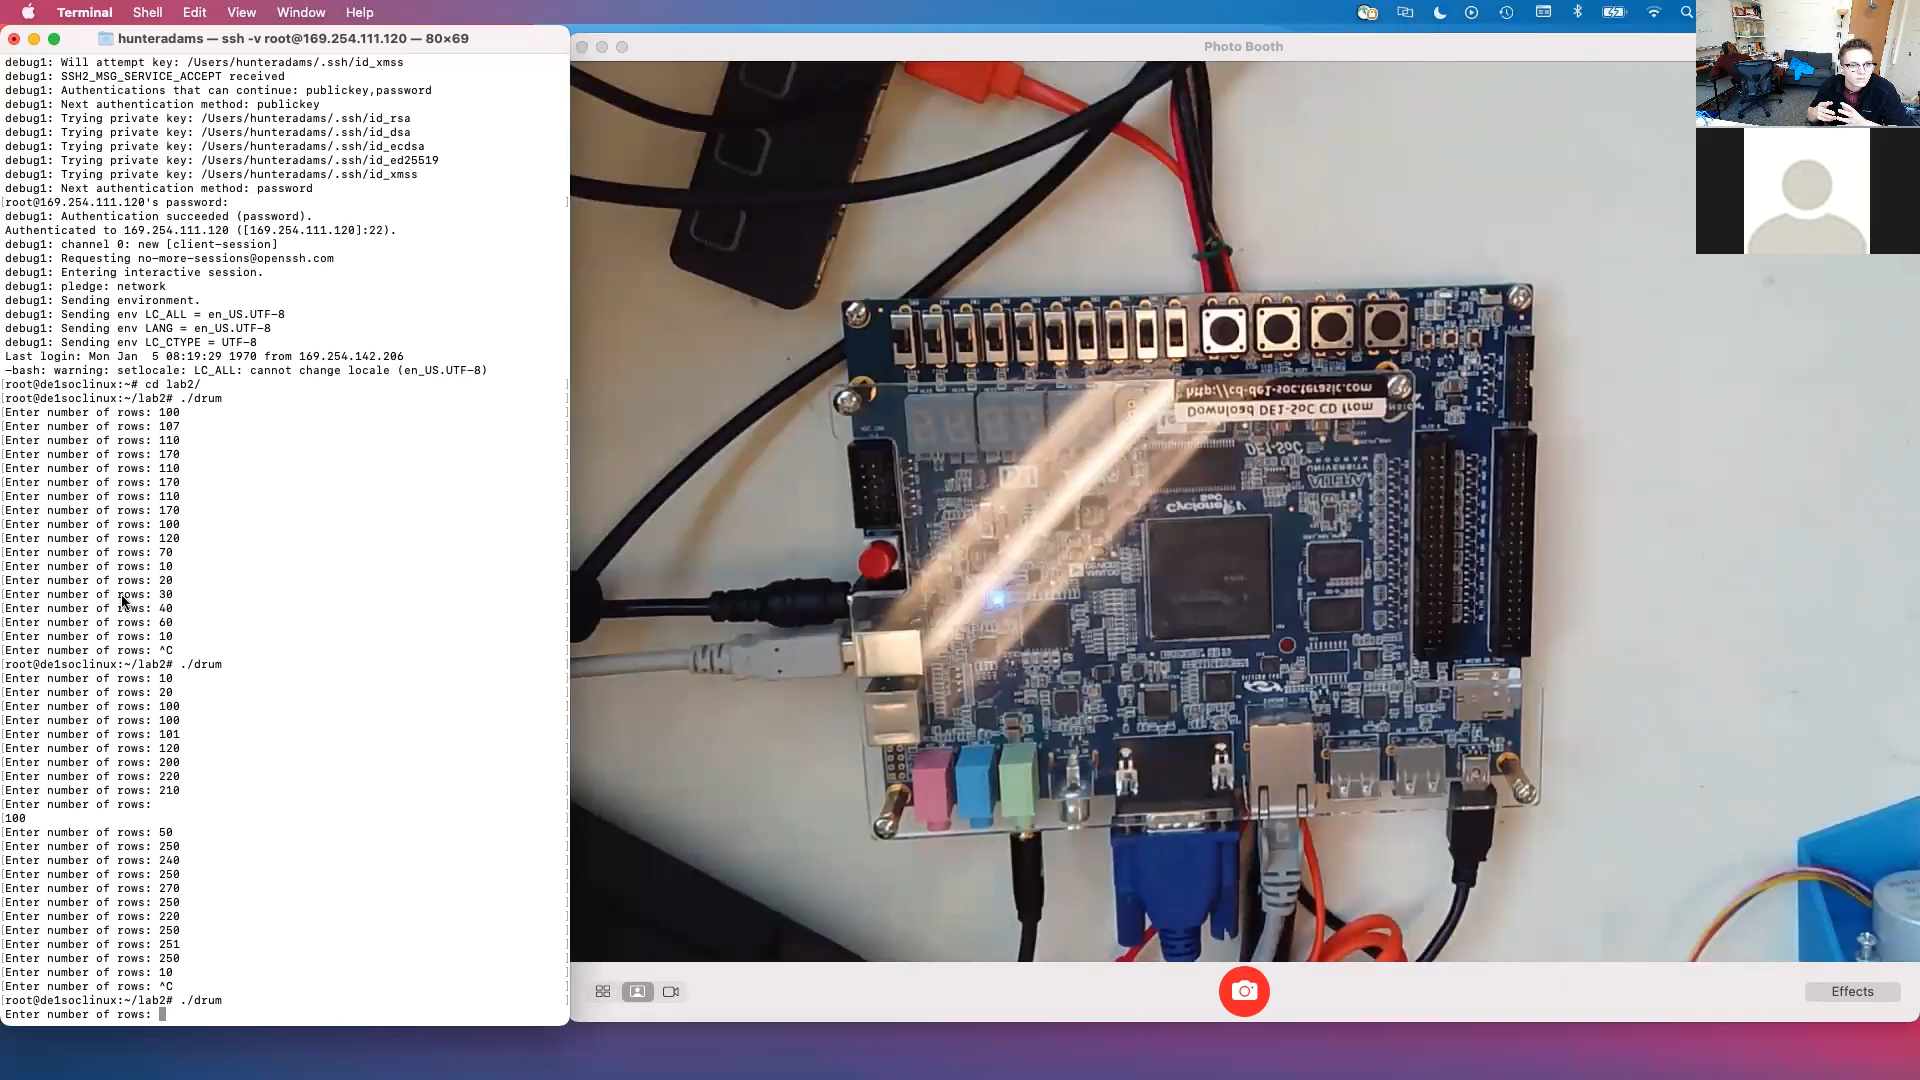 Terminal Shell Edit View Window Help
hunteradams — ssh -v root@169.254.111.120 — 80×69
debug1: Will attempt key: /Users/hunteradams/.ssh/id_xmss
debug1: SSH2_MSG_SERVICE_ACCEPT received
debug1: Authentications that can continue: publickey,password
debug1: Next authentication method: publickey
debug1: Trying private key: /Users/hunteradams/.ssh/id_rsa
debug1: Trying private key: /Users/hunteradams/.ssh/id_dsa
debug1: Trying private key: /Users/hunteradams/.ssh/id_ecdsa
debug1: Trying private key: /Users/hunteradams/.ssh/id_ed25519
debug1: Trying private key: /Users/hunteradams/.ssh/id_xmss
debug1: Next authentication method: password
[root@169.254.111.120's password: ]
debug1: Authentication succeeded (password).
Authenticated to 169.254.111.120 ([169.254.111.120]:22).
debug1: channel 0: new [client-session]
debug1: Requesting no-more-sessions@openssh.com
debug1: Entering interactive session.
debug1: pledge: network
debug1: Sending environment.
debug1: Sending env LC_ALL = en_US.UTF-8
debug1: Sending env LANG = en_US.UTF-8
debug1: Sending env LC_CTYPE = UTF-8
Last login: Mon Jan  5 08:19:29 1970 from 169.254.142.206
-bash: warning: setlocale: LC_ALL: cannot change locale (en_US.UTF-8)
[root@de1soclinux:~# cd lab2/ ]
[root@de1soclinux:~/lab2# ./drum ]
[Enter number of rows: 100 ]
[Enter number of rows: 107 ]
[Enter number of rows: 110 ]
[Enter number of rows: 170 ]
[Enter number of rows: 110 ]
[Enter number of rows: 170 ]
[Enter number of rows: 110 ]
[Enter number of rows: 170 ]
[Enter number of rows: 100 ]
[Enter number of rows: 120 ]
[Enter number of rows: 70 ]
[Enter number of rows: 10 ]
[Enter number of rows: 20 ]
[Enter number of rows: 30 ]
[Enter number of rows: 40 ]
[Enter number of rows: 60 ]
[Enter number of rows: 10 ]
[Enter number of rows: ^C ]
[root@de1soclinux:~/lab2# ./drum ]
[Enter number of rows: 10 ]
[Enter number of rows: 20 ]
[Enter number of rows: 100 ]
[Enter number of rows: 100 ]
[Enter number of rows: 101 ]
[Enter number of rows: 120 ]
[Enter number of rows: 200 ]
[Enter number of rows: 220 ]
[Enter number of rows: 210 ]
[Enter number of rows: ]
[100 ]
[Enter number of rows: 50 ]
[Enter number of rows: 250 ]
[Enter number of rows: 240 ]
[Enter number of rows: 250 ]
[Enter number of rows: 270 ]
[Enter number of rows: 250 ]
[Enter number of rows: 220 ]
[Enter number of rows: 250 ]
[Enter number of rows: 251 ]
[Enter number of rows: 250 ]
[Enter number of rows: 10 ]
[Enter number of rows: ^C ]
[root@de1soclinux:~/lab2# ./drum ]
Enter number of rows:
Photo Booth
http://cd-de1-soc.terasic.com
Download DE1-SoC CD from
DE1-SoC
UNIVERSITY
ALTERA
SoC
Cyclone V
Effects